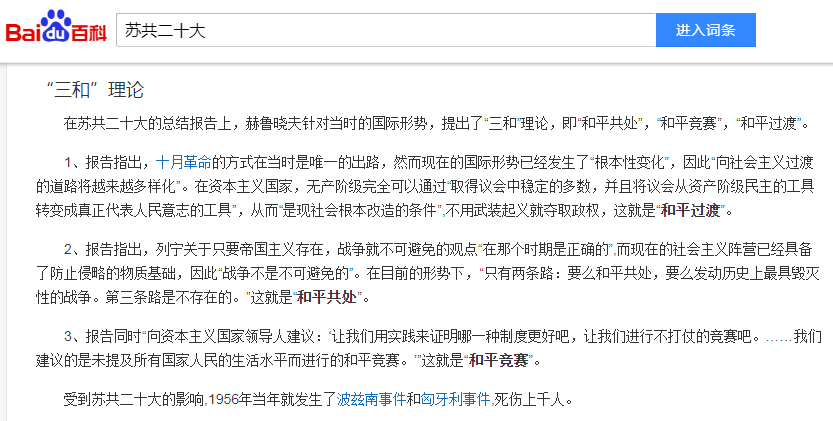 Baidu百科 苏共二十大 进入词条
“三和”理论
在苏共二十大的总结报告上，赫鲁晓夫针对当时的国际形势，提出了“三和”理论，即“和平共处”，“和平竞赛”，“和平过渡”。
1、报告指出，十月革命的方式在当时是唯一的出路，然而现在的国际形势已经发生了“根本性变化”，因此“向社会主义过渡
的道路将越来越多样化”。在资本主义国家，无产阶级完全可以通过“取得议会中稳定的多数，并且将议会从资产阶级民主的工具
转变成真正代表人民意志的工具”，从而“是现社会根本改造的条件”,不用武装起义就夺取政权，这就是“和平过渡”。
2、报告指出，列宁关于只要帝国主义存在，战争就不可避免的观点“在那个时期是正确的”,而现在的社会主义阵营已经具备
了防止侵略的物质基础，因此“战争不是不可避免的”。在目前的形势下，“只有两条路：要么和平共处，要么发动历史上最具毁灭
性的战争。第三条路是不存在的。”这就是“和平共处”。
3、报告同时“向资本主义国家领导人建议：‘让我们用实践来证明哪一种制度更好吧，让我们进行不打仗的竞赛吧。……我们
建议的是未提及所有国家人民的生活水平而进行的和平竞赛。’”这就是“和平竞赛”。
受到苏共二十大的影响,1956年当年就发生了波兹南事件和匈牙利事件,死伤上千人。